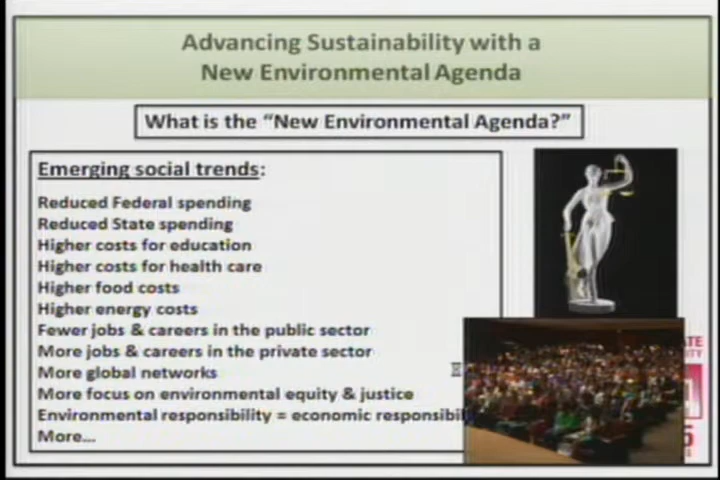 Advancing Sustainability with a
New Environmental Agenda
What is the “New Environmental Agenda?”
Emerging social trends:
Reduced Federal spending
Reduced State spending
Higher costs for education
Higher costs for health care
Higher food costs
Higher energy costs
Fewer jobs & careers in the public sector
More jobs & careers in the private sector
More global networks
More focus on environmental equity & justice
Environmental responsibility = economic responsibil
More...